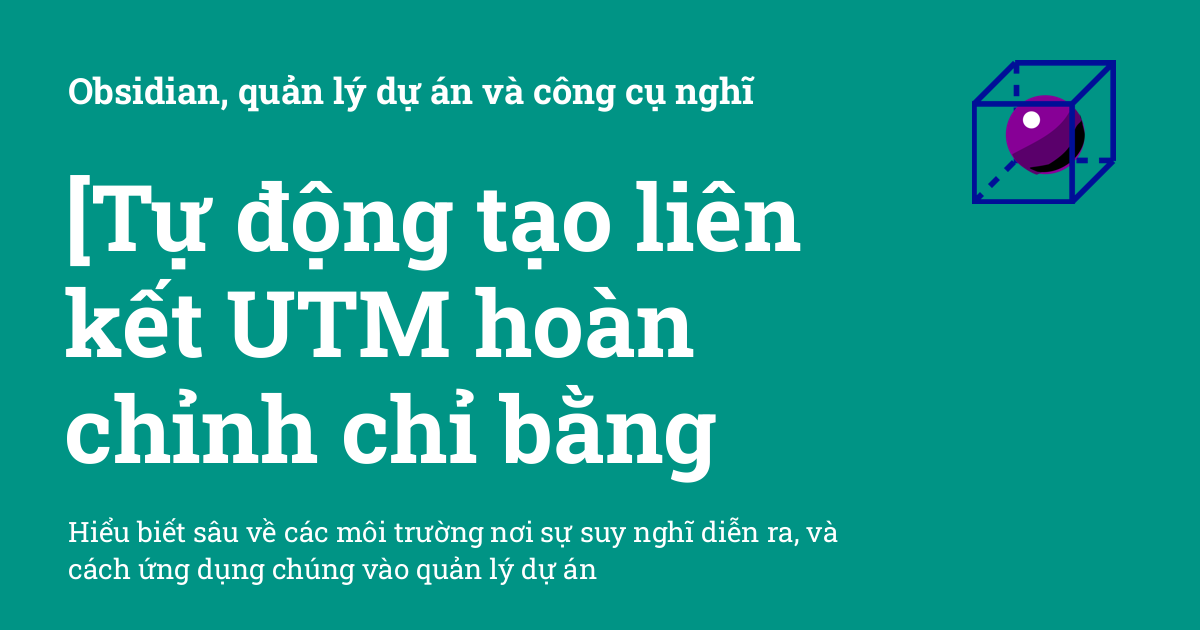 Obsidian, quản lý dự án và công cụ nghĩ
[Tự động tạo liên
kết UTM hoàn
chỉnh chỉ bằng
Hiểu biết sâu về các môi trường nơi sự suy nghĩ diễn ra, và
cách ứng dụng chúng vào quản lý dự án